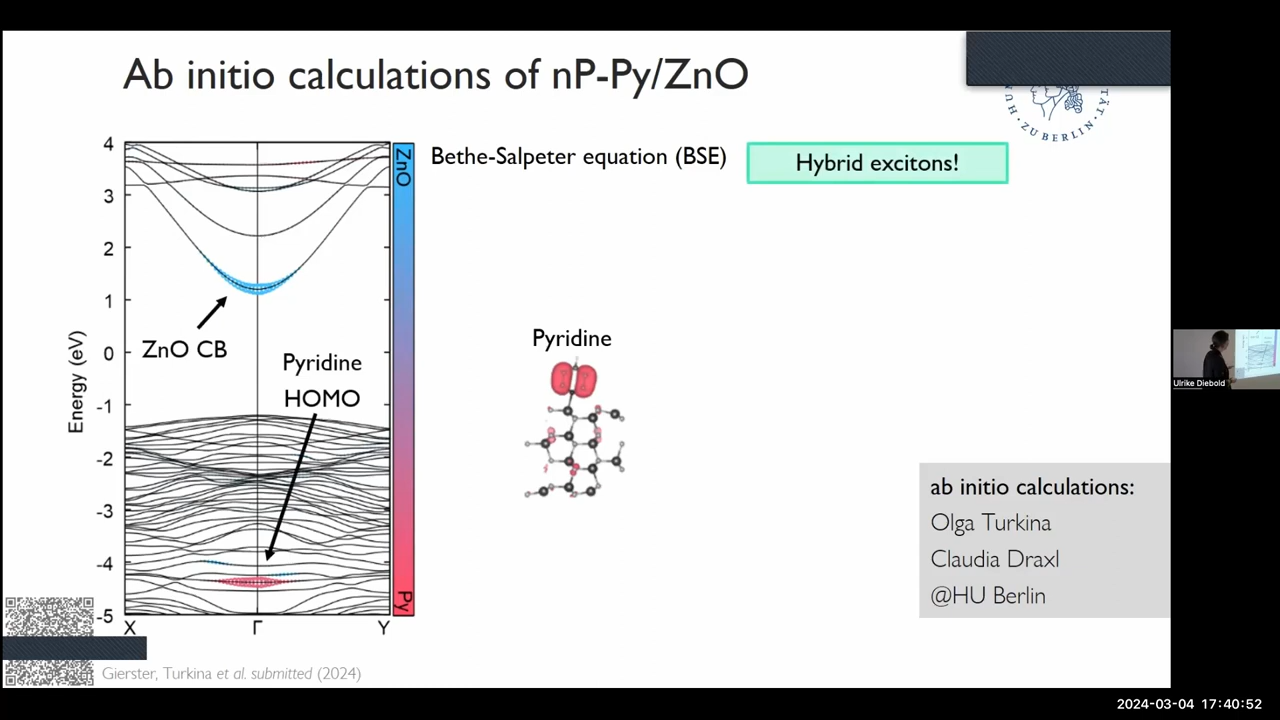 Ab initio calculations of nP-Py/ZnO
ZU BERLIN
Bethe-Salpeter equation (BSE)
Hybrid excitons!
4
3
2
1
0
-1
-2
-3
-4
-5
Energy (eV)
X
Γ
Y
ZnO
Py
ZnO CB
Pyridine
HOMO
Pyridine
ab initio calculations:
Olga Turkina
Claudia Draxl
@HU Berlin
Gierster, Turkina et al. submitted (2024)
Ulrike Diebold
2024-03-04 17:40:52